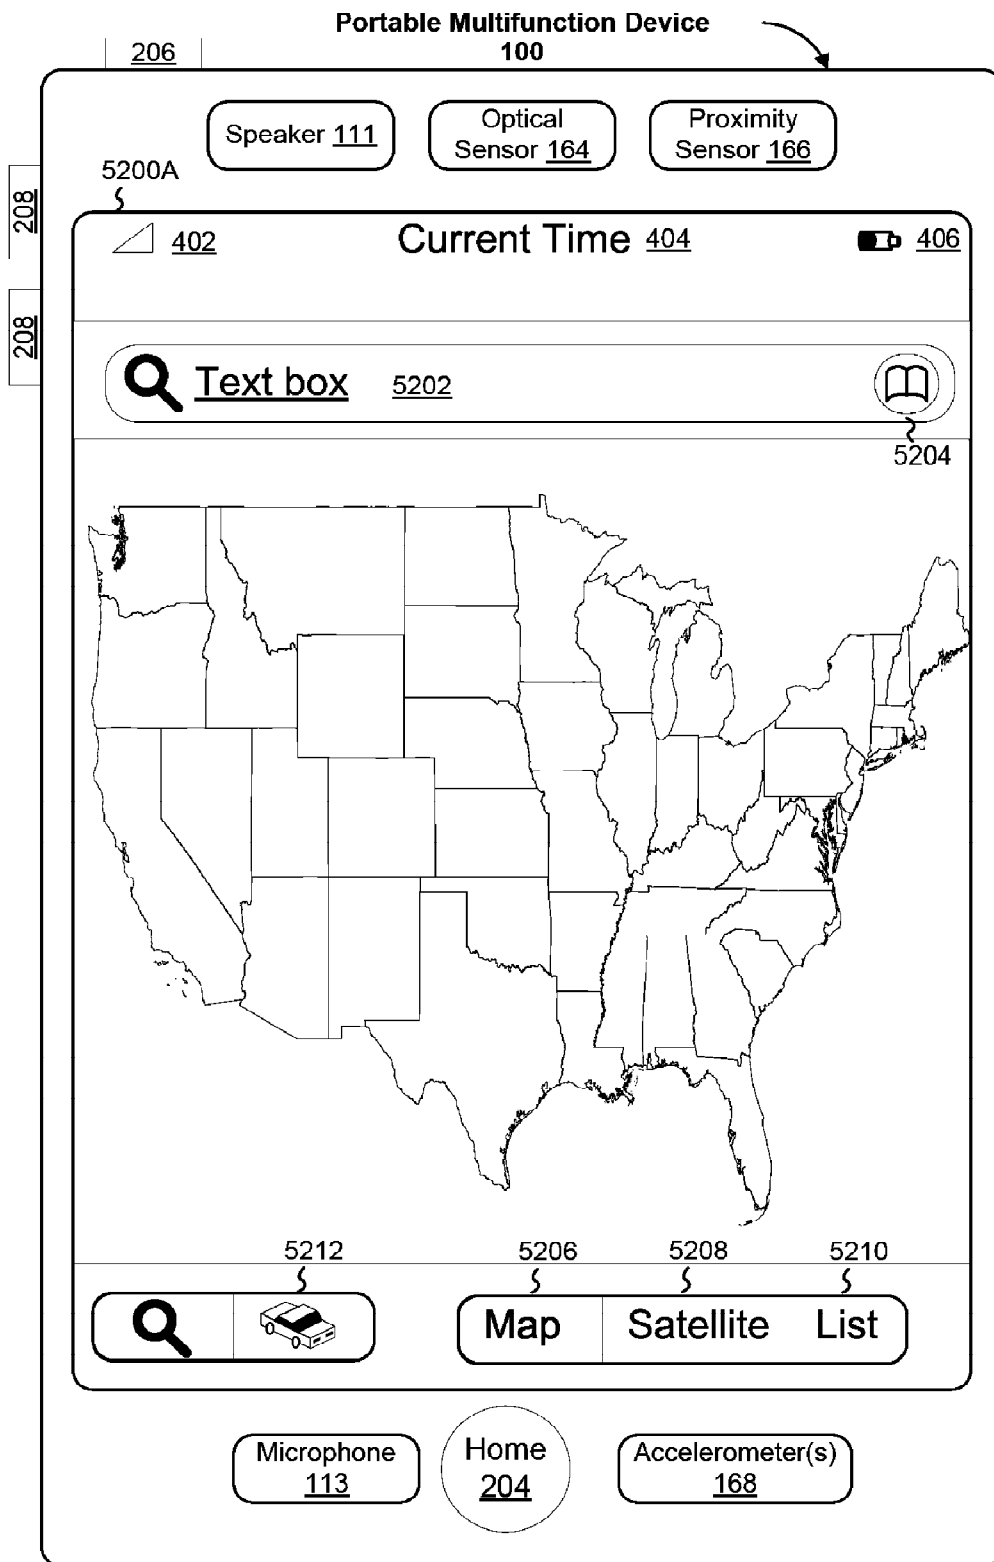 Portable Multifunction Device
100
206
Speaker 111
Optical
Sensor 164
Proximity
Sensor 166
5200A
208
402
Current Time 404
406
208
Text box 5202
5204
5212
5206
5208
5210
Map
Satellite
List
Microphone
113
Home
204
Accelerometer(s)
168